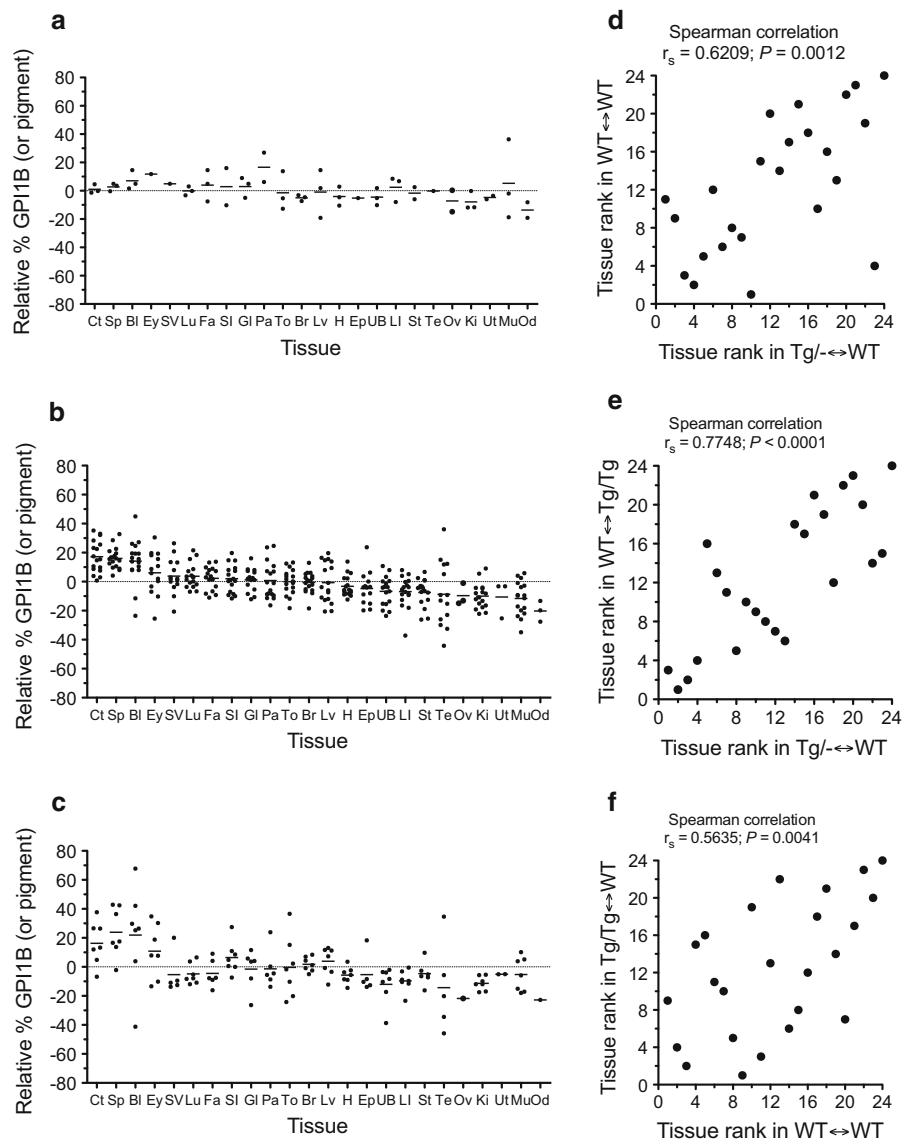 a
Relative % GPI1B (or pigment)
80
60
40
20
0
-20
-40
-60
-80
Ct Sp Bl Ey SV Lu Fa SI Gl Pa To Br Lv H Ep UB LI St Te Ov Ki Ut Mu Od
Tissue
d
Spearman correlation
rs = 0.6209; P = 0.0012
Tissue rank in WT↔WT
24
20
16
12
8
4
0
0 4 8 12 16 20 24
Tissue rank in Tg/-↔WT
b
Relative % GPI1B (or pigment)
80
60
40
20
0
-20
-40
-60
-80
Ct Sp Bl Ey SV Lu Fa SI Gl Pa To Br Lv H Ep UB LI St Te Ov Ki Ut Mu Od
Tissue
e
Spearman correlation
rs = 0.7748; P < 0.0001
Tissue rank in WT↔Tg/Tg
24
20
16
12
8
4
0
0 4 8 12 16 20 24
Tissue rank in Tg/-↔WT
c
Relative % GPI1B (or pigment)
80
60
40
20
0
-20
-40
-60
-80
Ct Sp Bl Ey SV Lu Fa SI Gl Pa To Br Lv H Ep UB LI St Te Ov Ki Ut Mu Od
Tissue
f
Spearman correlation
rs = 0.5635; P = 0.0041
Tissue rank in Tg/Tg↔WT
24
20
16
12
8
4
0
0 4 8 12 16 20 24
Tissue rank in WT↔WT